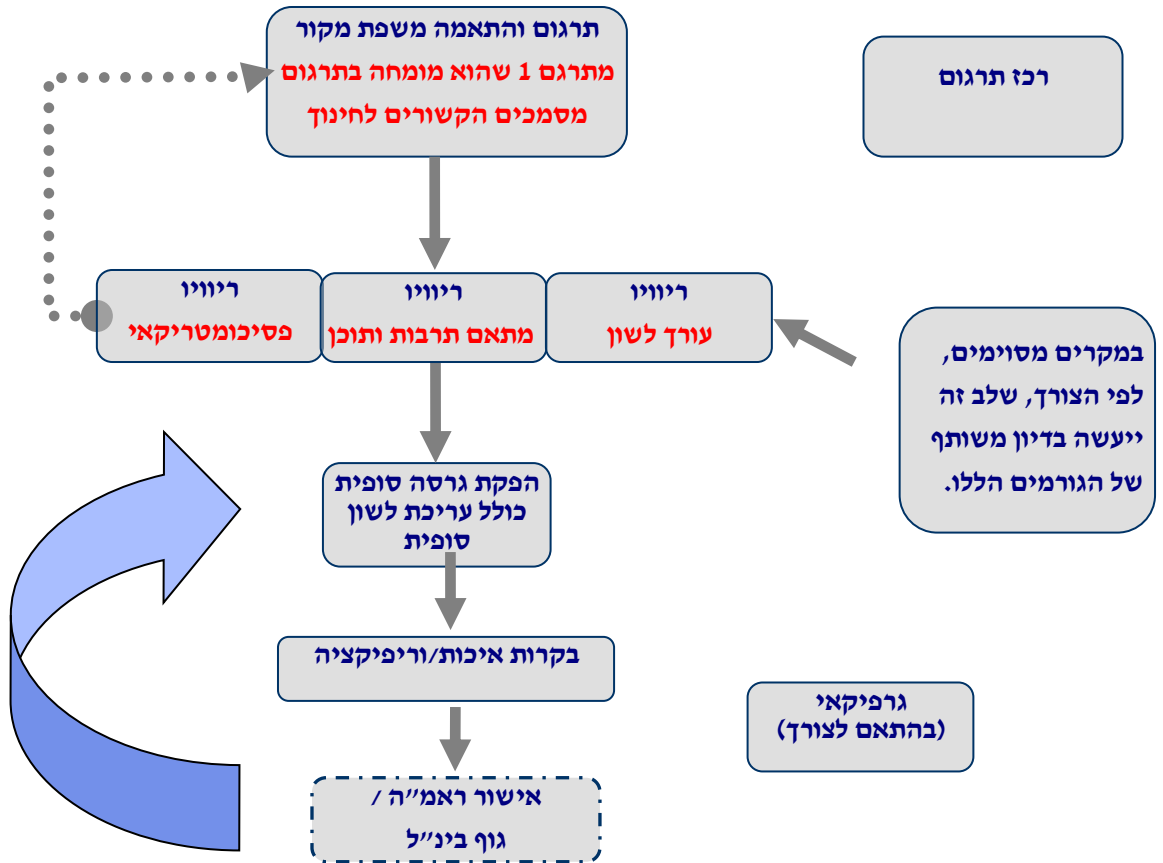 תרגום והתאמה משפת מקור
מתרגם 1 שהוא מומחה בתרגום
מסמכים הקשורים לחינוך
רכז תרגום
ריוויו
עורך לשון
ריוויו
מתאם תרבות ותוכן
ריוויו
פסיכומטריקאי
במקרים מסוימים,
לפי הצורך, שלב זה
ייעשה בדיון משותף
של הגורמים הללו.
הפקת גרסה סופית
כולל עריכת לשון
סופית
בקרות איכות/וריפיקציה
גרפיקאי
(בהתאם לצורך)
אישור ראמ״ה /
גוף בינ״ל